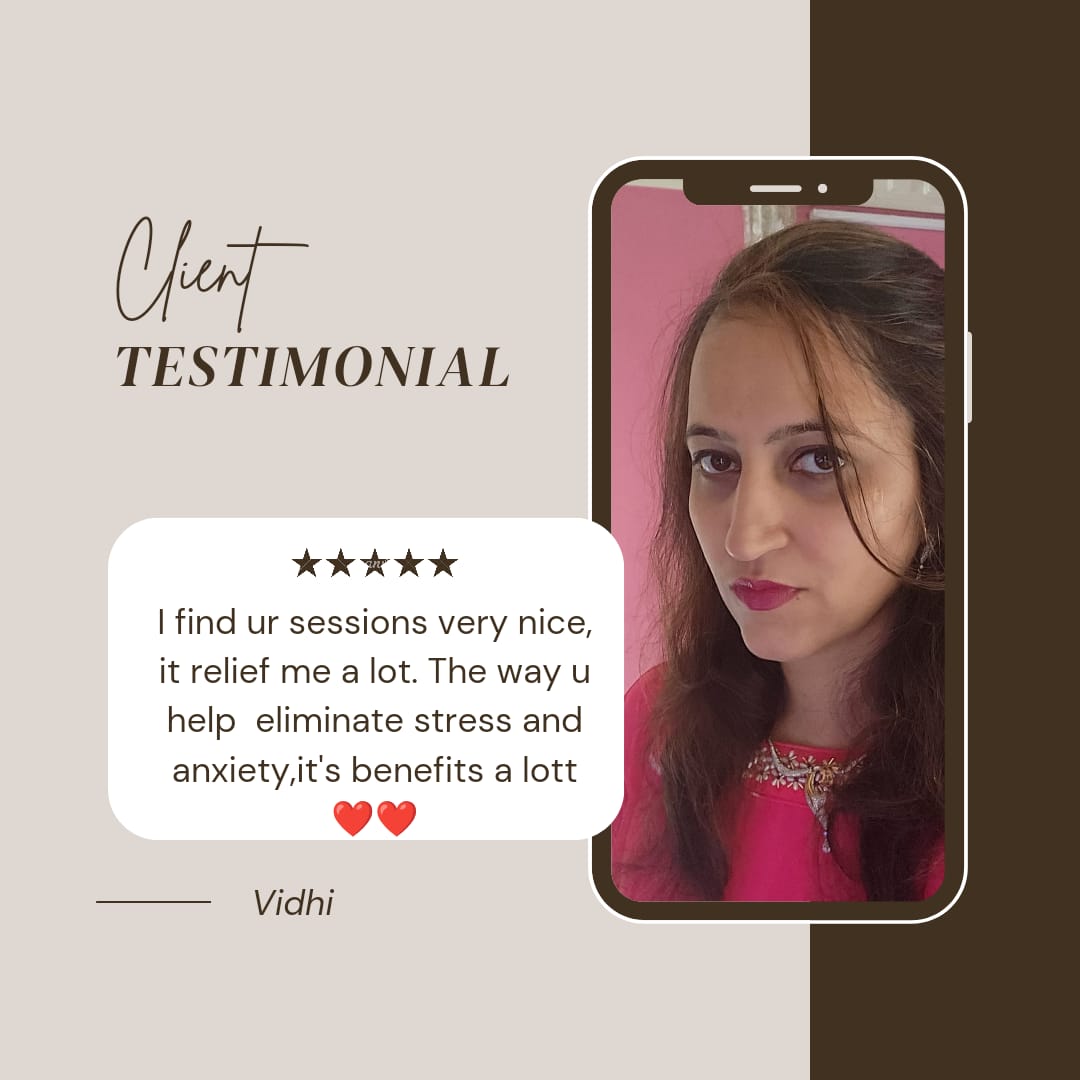 Client
TESTIMONIAL
★★★★★
I find ur sessions very nice,
it relief me a lot. The way u
help  eliminate stress and
anxiety,it's benefits a lott
❤️❤️
Vidhi